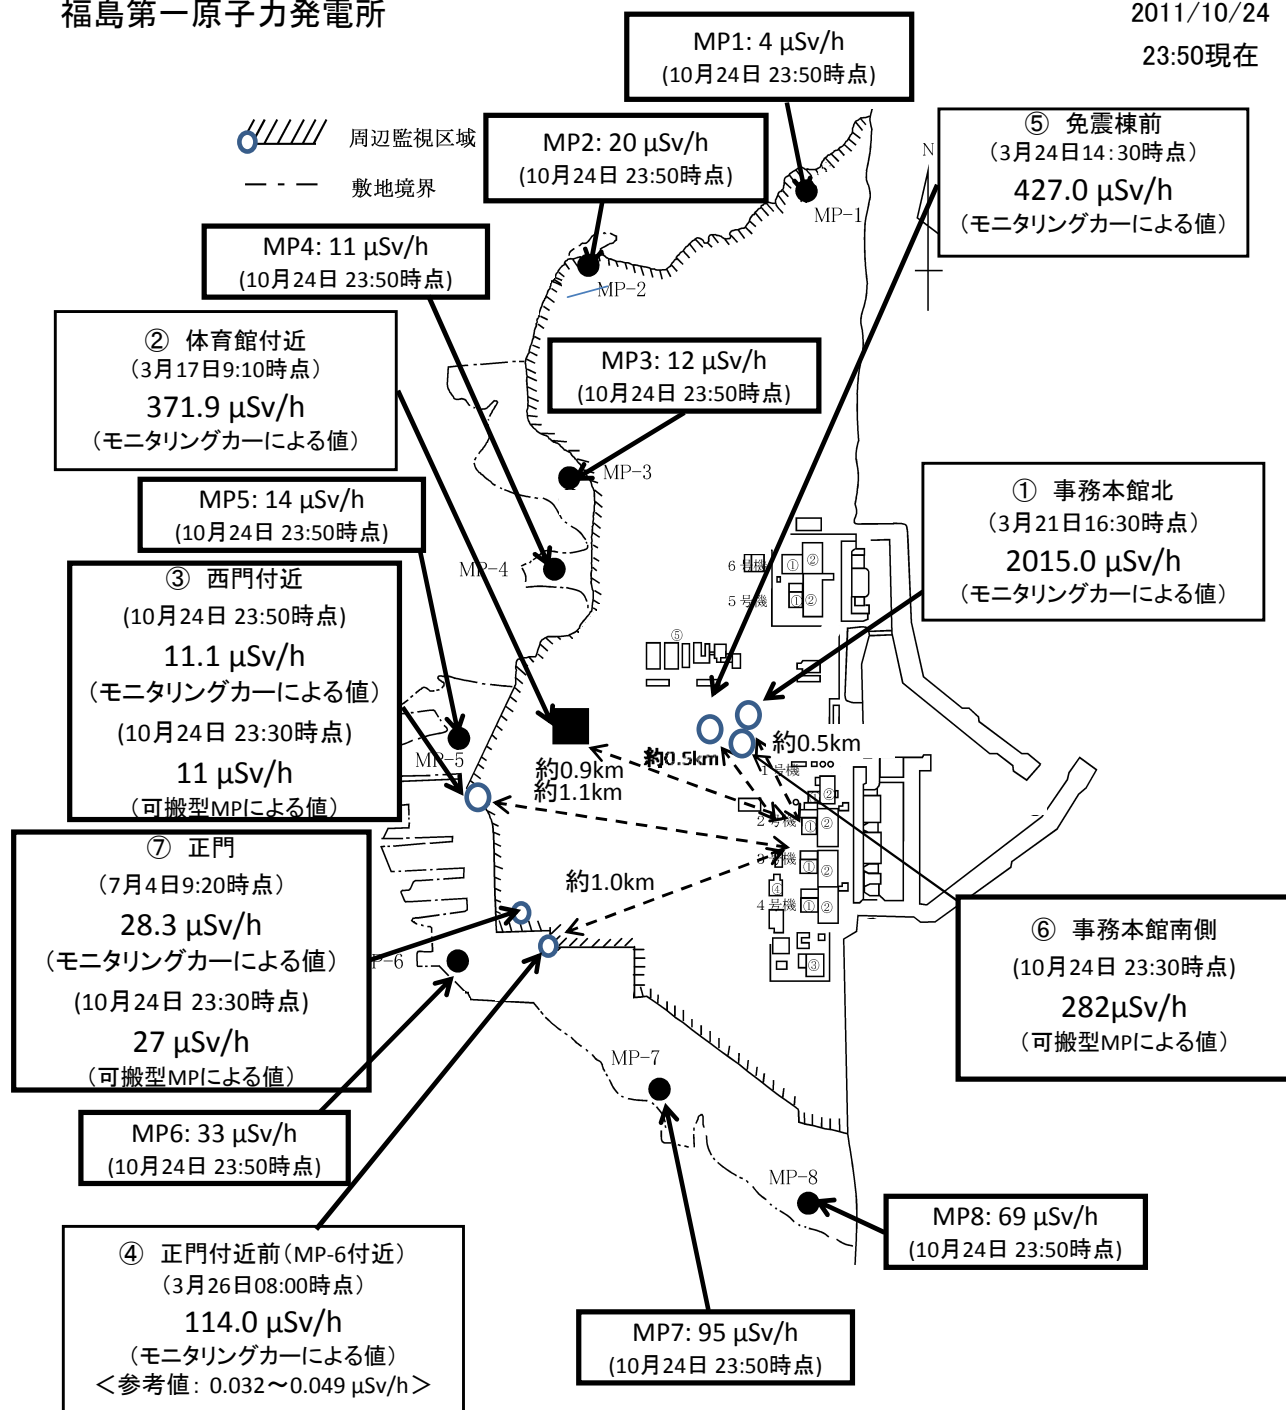 福島第一原子力発電所
2011/10/24
23:50現在
MP1: 4 μSv/h
(10月24日 23:50時点)
周辺監視区域
敷地境界
MP2: 20 μSv/h
(10月24日 23:50時点)
⑤ 免震棟前
(3月24日14:30時点)
427.0 μSv/h
(モニタリングカーによる値)
N
MP-1
MP4: 11 μSv/h
(10月24日 23:50時点)
MP-2
② 体育館付近
(3月17日9:10時点)
371.9 μSv/h
(モニタリングカーによる値)
MP3: 12 μSv/h
(10月24日 23:50時点)
MP-3
MP5: 14 μSv/h
(10月24日 23:50時点)
① 事務本館北
(3月21日16:30時点)
2015.0 μSv/h
(モニタリングカーによる値)
MP-4
6号機
①
②
5号機
①
②
③ 西門付近
(10月24日 23:50時点)
11.1 μSv/h
(モニタリングカーによる値)
(10月24日 23:30時点)
11 μSv/h
(可搬型MPによる値)
⑤
MP-5
約0.9km
約1.1km
約0.5km
約0.5km
1号機
②
2号機
①
②
3号機
①
②
④
4号機
①
②
③
約1.0km
⑦ 正門
(7月4日9:20時点)
28.3 μSv/h
(モニタリングカーによる値)
(10月24日 23:30時点)
27 μSv/h
(可搬型MPによる値)
P-6
⑥ 事務本館南側
(10月24日 23:30時点)
282μSv/h
(可搬型MPによる値)
MP-7
MP6: 33 μSv/h
(10月24日 23:50時点)
MP-8
MP8: 69 μSv/h
(10月24日 23:50時点)
④ 正門付近前(MP-6付近)
(3月26日08:00時点)
114.0 μSv/h
(モニタリングカーによる値)
＜参考値: 0.032～0.049 μSv/h＞
MP7: 95 μSv/h
(10月24日 23:50時点)